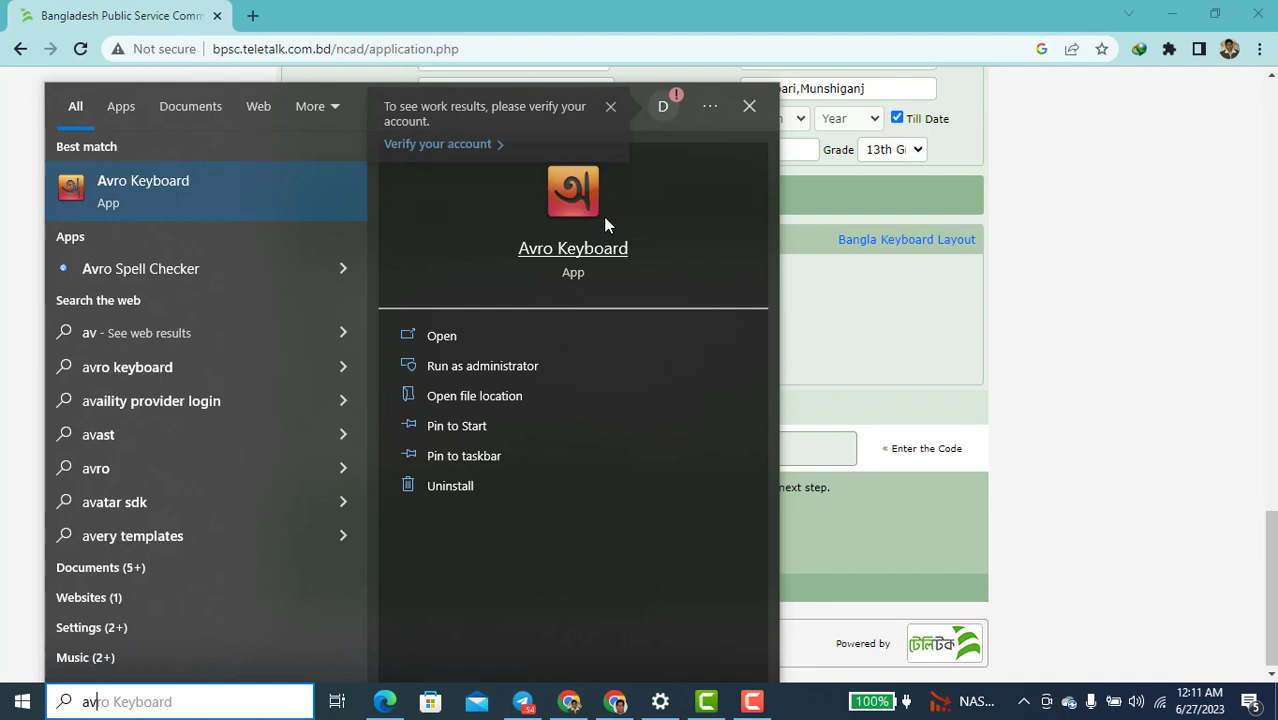 Bangladesh Public Service Comm
Not secure
bpsc.teletalk.com.bd/ncad/application.php
All
Apps
Documents
Web
More
To see work results, please verify your account.
Verify your account
D
bari,Munshiganj
Year
Till Date
Grade
13th G
Best match
Avro Keyboard
App
Apps
Avro Spell Checker
Search the web
av - See web results
avro keyboard
availity provider login
avast
avro
avatar sdk
avery templates
Documents (5+)
Websites (1)
Settings (2+)
Music (2+)
অ
Avro Keyboard
App
Open
Run as administrator
Open file location
Pin to Start
Pin to taskbar
Uninstall
Bangla Keyboard Layout
« Enter the Code
next step.
Powered by
টেলিটক
avro Keyboard
54
100%
NAS...
12:11 AM
6/27/2023
5